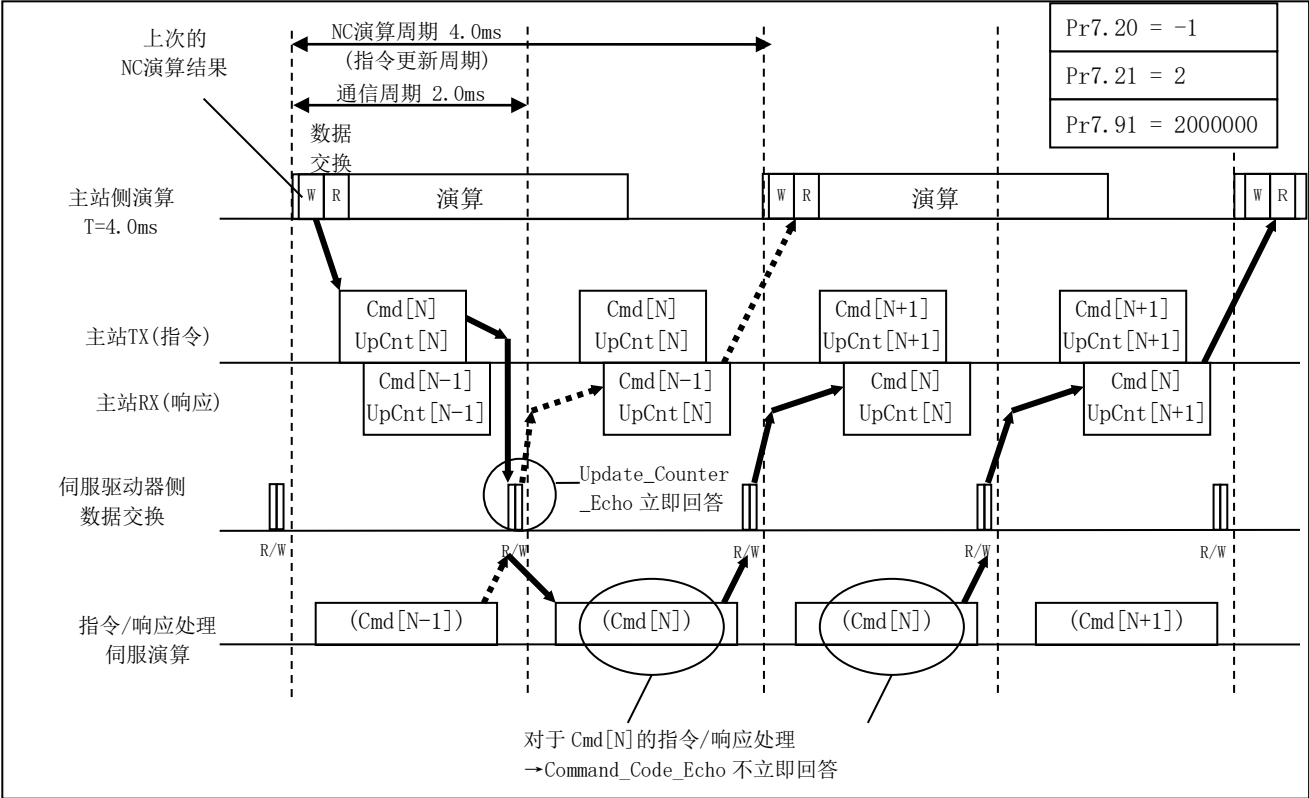 上次的
NC演算结果
NC演算周期 4.0ms
(指令更新周期)
通信周期 2.0ms
数据
交换
Pr7.20 = -1
Pr7.21 = 2
Pr7.91 = 2000000
主站侧演算
T=4.0ms
W R 演算
W R 演算
W R
主站TX(指令)
Cmd[N]
UpCnt[N]
Cmd[N]
UpCnt[N]
Cmd[N+1]
UpCnt[N+1]
Cmd[N+1]
UpCnt[N+1]
主站RX(响应)
Cmd[N-1]
UpCnt[N-1]
Cmd[N-1]
UpCnt[N]
Cmd[N]
UpCnt[N]
Cmd[N]
UpCnt[N+1]
伺服驱动器侧
数据交换
Update_Counter
_Echo 立即回答
R/W R/W R/W R/W R/W
指令/响应处理
伺服演算
(Cmd[N-1]) (Cmd[N]) (Cmd[N]) (Cmd[N+1])
对于 Cmd[N]的指令/响应处理
→Command_Code_Echo 不立即回答